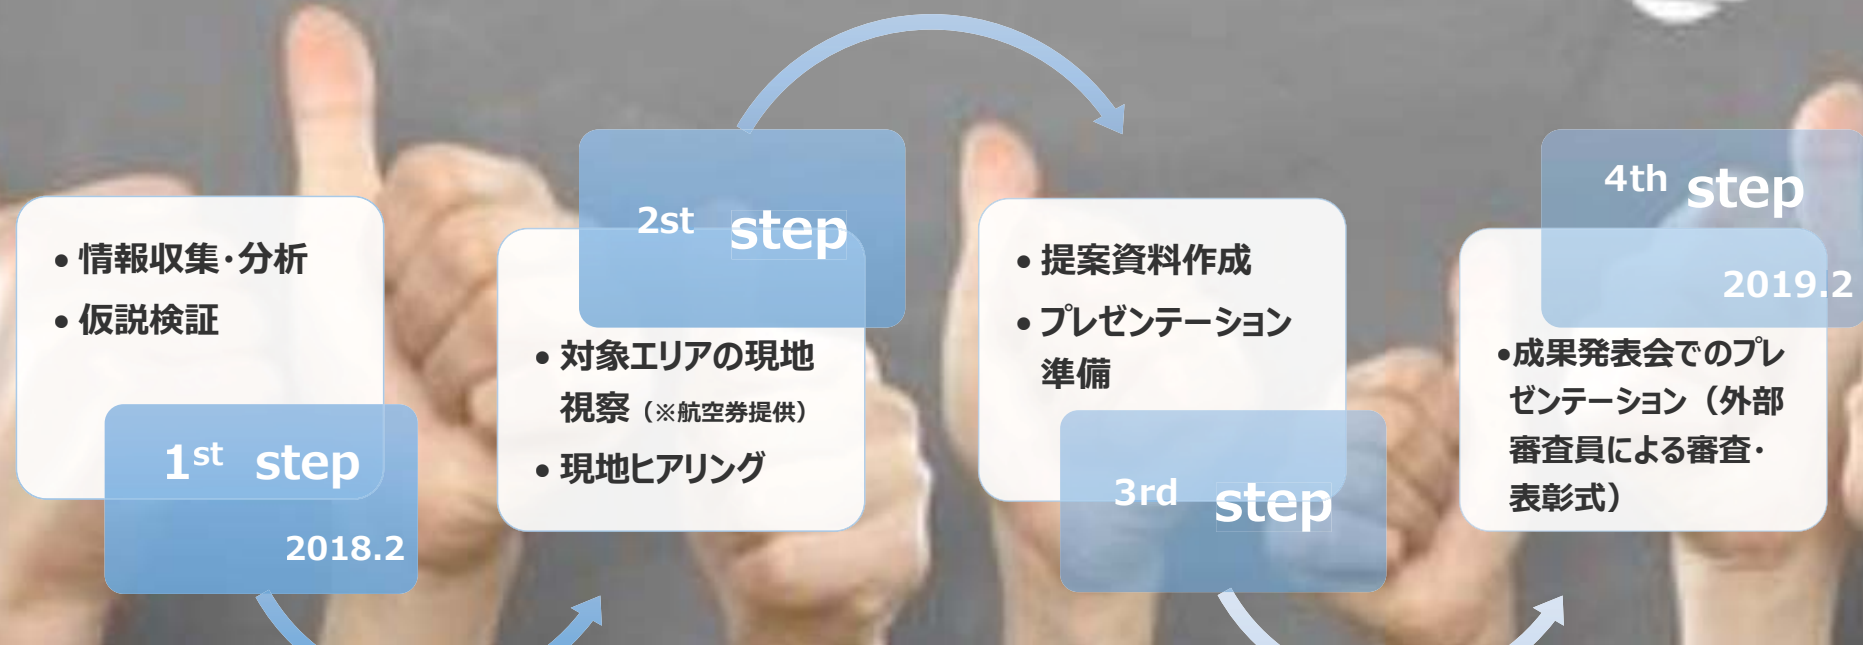 • 情報収集・分析
• 仮説検証
1st step
2018.2
2st step
• 対象エリアの現地
視察（※航空券提供）
• 現地ヒアリング
• 提案資料作成
• プレゼンテーション
準備
3rd step
4th step
2019.2
•成果発表会でのプレ
ゼンテーション（外部
審査員による審査・
表彰式）